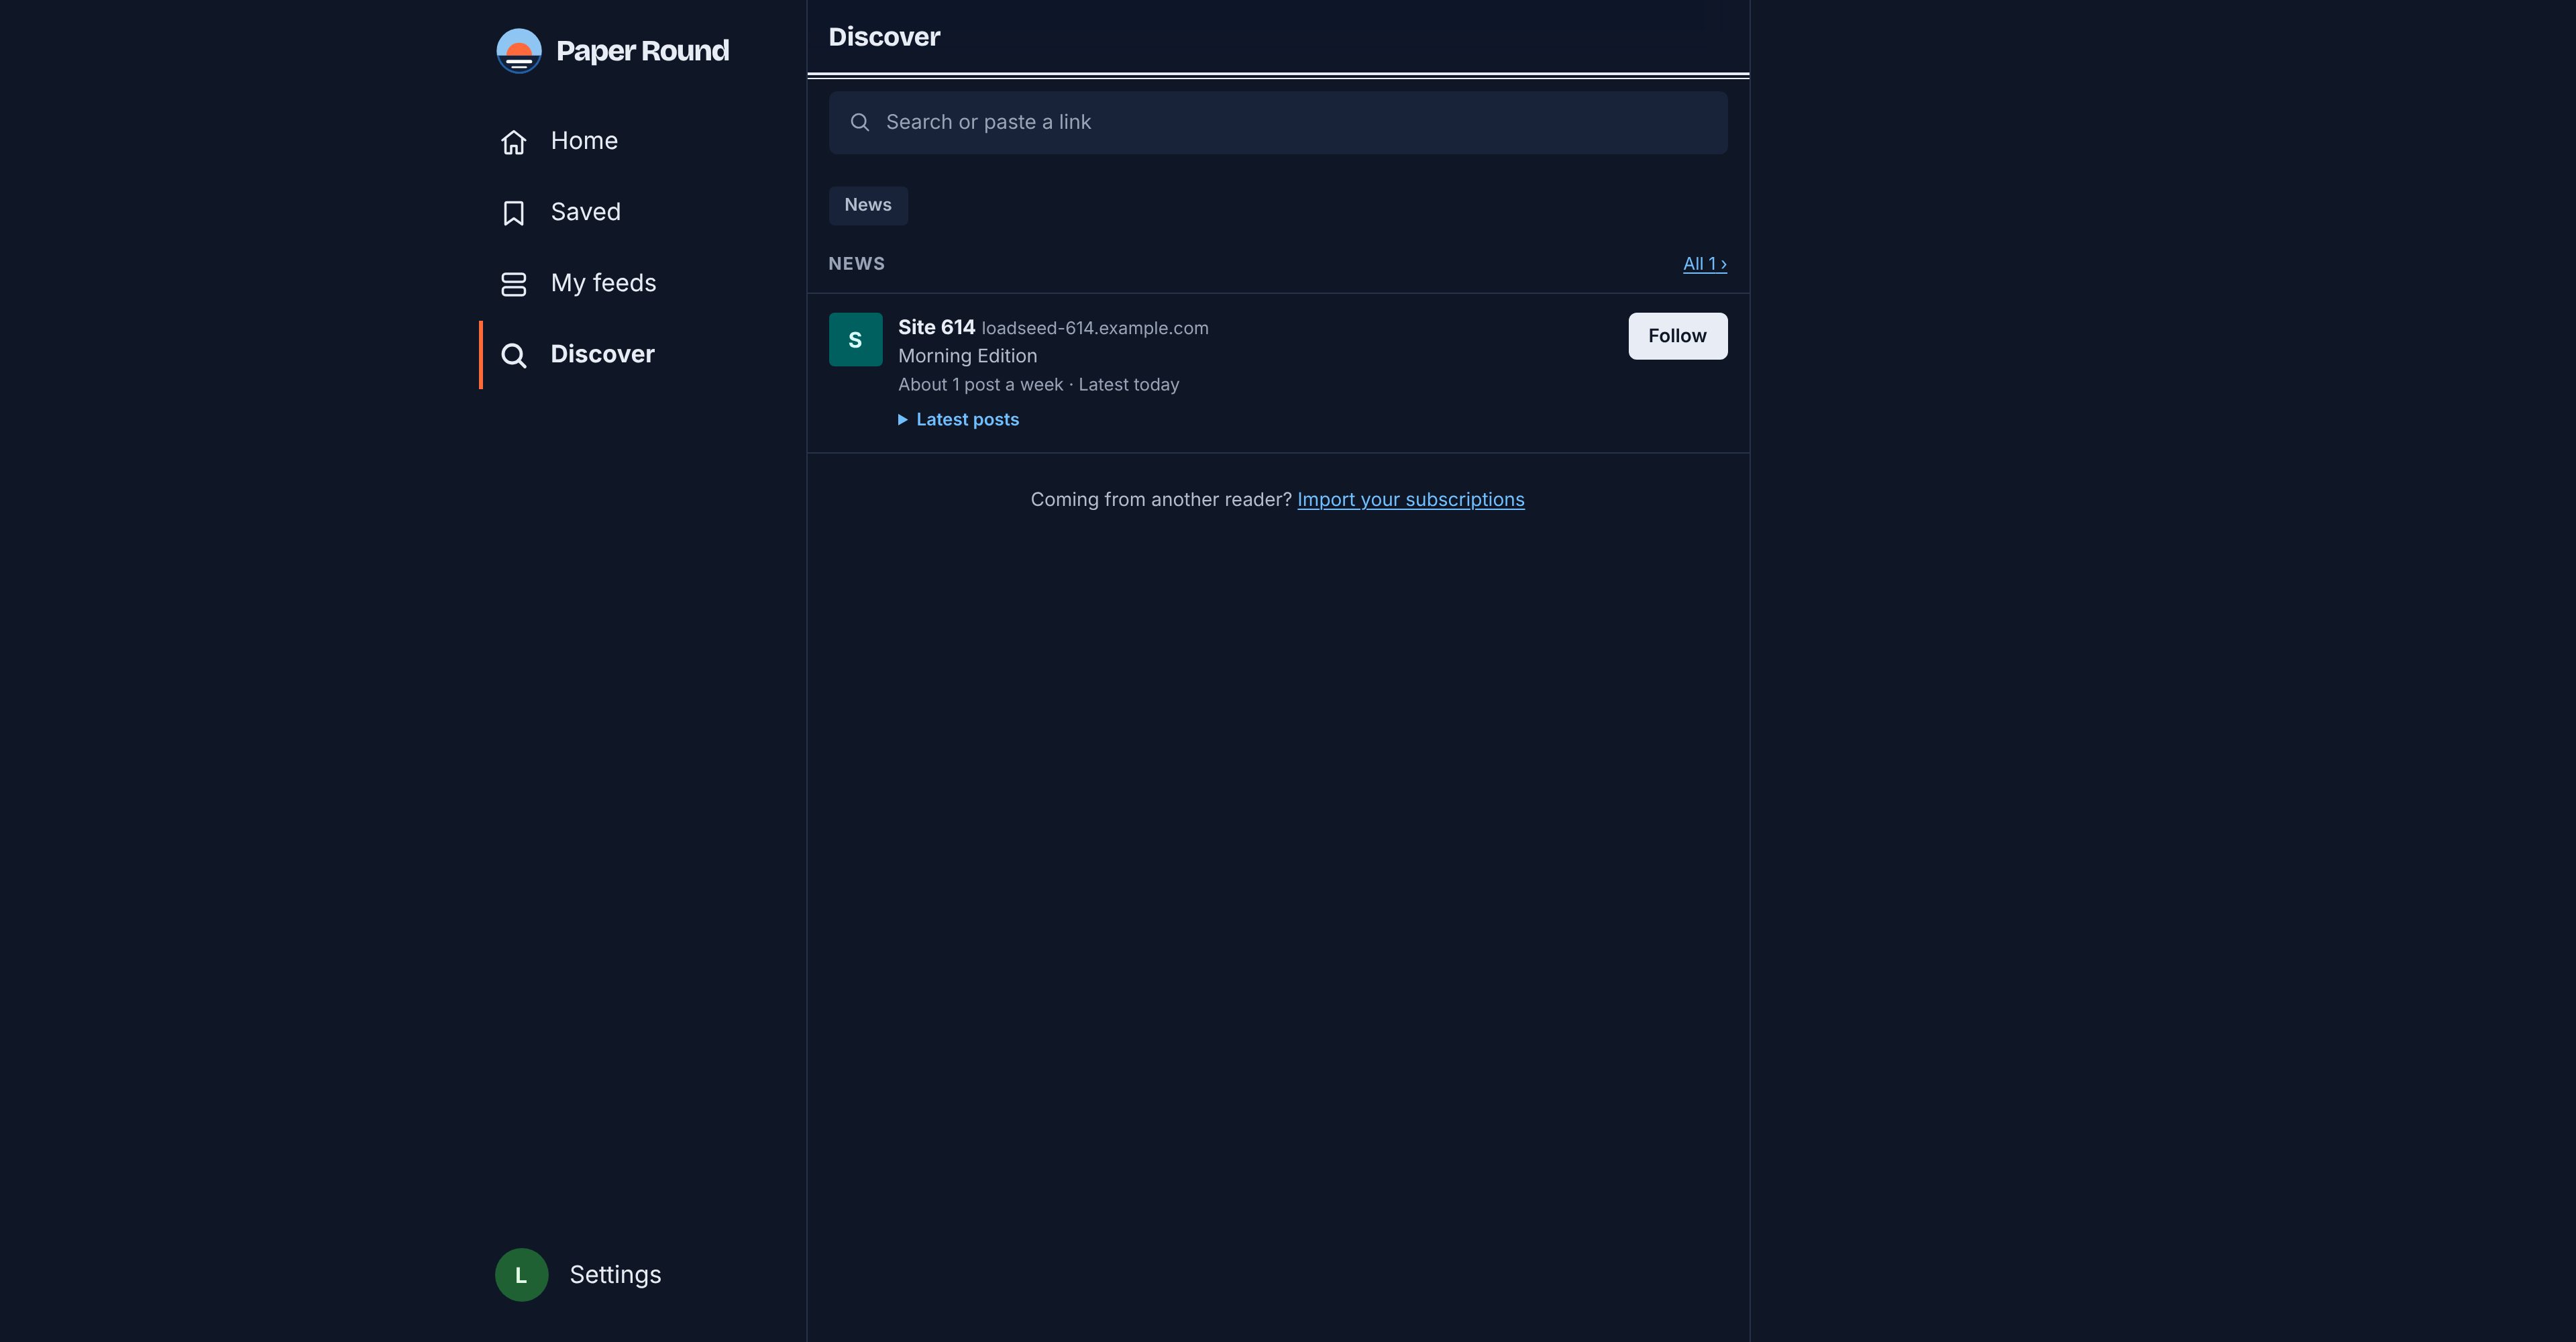 Paper Round
Home
Saved
My feeds
Discover
Settings
L
Discover
Search or paste a link
News
NEWS
All 1 ›
S
Site 614 loadseed-614.example.com
Morning Edition
About 1 post a week · Latest today
Latest posts
Follow
Coming from another reader? Import your subscriptions